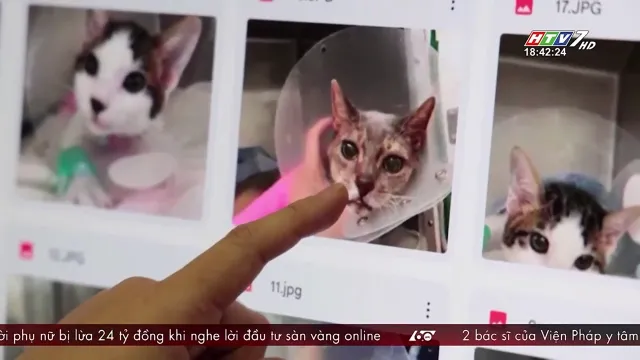 17.JPG
HTV7 HD
18:42:24
11.jpg
ời phụ nữ bị lừa 24 tỷ đồng khi nghe lời đầu tư sàn vàng online 60 2 bác sĩ của Viện Pháp y tâm